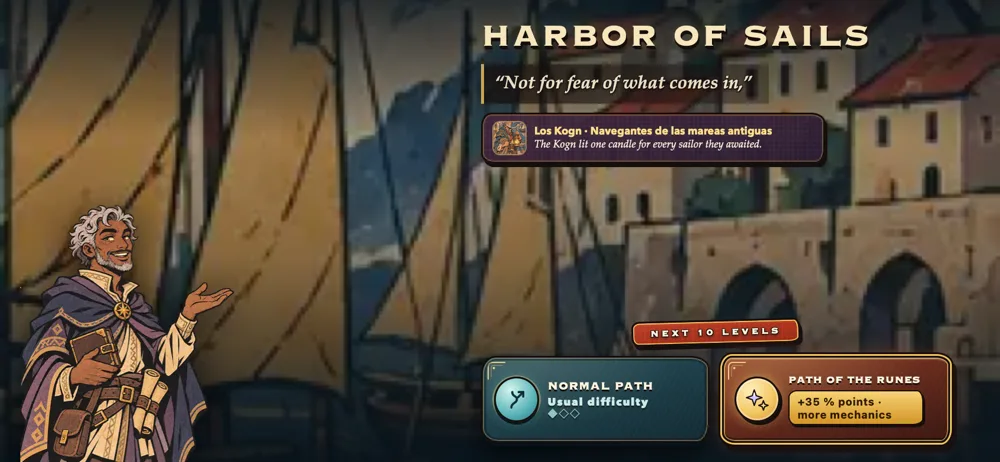 HARBOR OF SAILS
“Not for fear of what comes in,”
Los Kogn · Navegantes de las mareas antiguas
The Kogn lit one candle for every sailor they awaited.
NEXT 10 LEVELS
NORMAL PATH
Usual difficulty
PATH OF THE RUNES
+35 % points ·
more mechanics